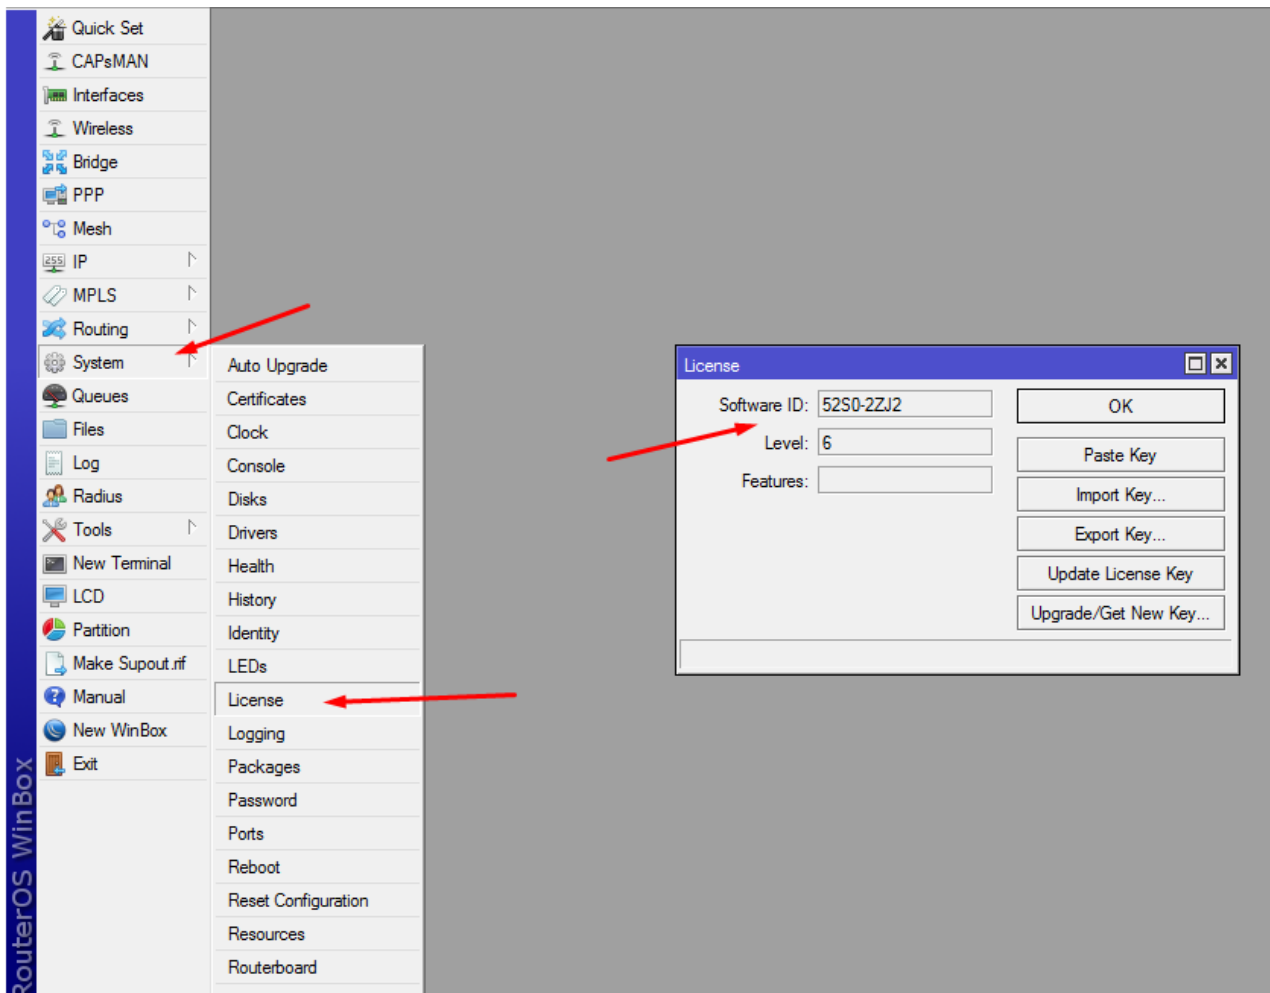 Quick Set
CAPsMAN
Interfaces
Wireless
Bridge
PPP
Mesh
255 IP
MPLS
Routing
System
Queues
Files
Log
Radius
Tools
New Terminal
LCD
Partition
Make Supout.rif
Manual
New WinBox
Exit
RouterOS WinBox
Auto Upgrade
Certificates
Clock
Console
Disks
Drivers
Health
History
Identity
LEDs
License
Logging
Packages
Password
Ports
Reboot
Reset Configuration
Resources
Routerboard
License
Software ID: 52S0-2ZJ2
Level: 6
Features:
OK
Paste Key
Import Key...
Export Key...
Update License Key
Upgrade/Get New Key...